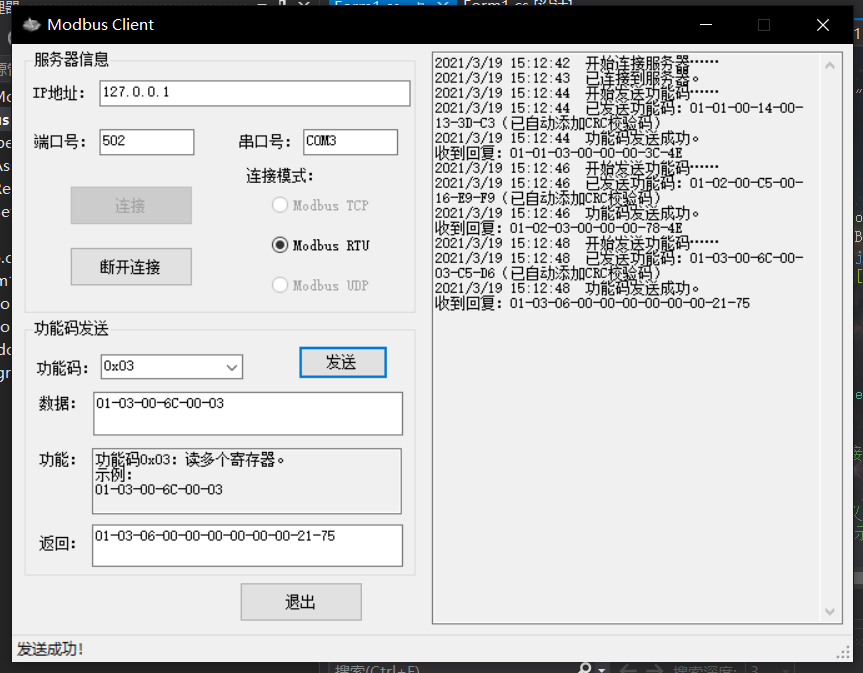 Modbus Client
服务器信息
IP地址： 127.0.0.1
端口号： 502 串口号： COM3
连接模式：
连接
Modbus TCP
Modbus RTU
断开连接
Modbus UDP
功能码发送
功能码： 0x03 发送
数据： 01-03-00-6C-00-03
功能： 功能码0x03：读多个寄存器。
示例：
01-03-00-6C-00-03
返回： 01-03-06-00-00-00-00-00-00-21-75
退出
发送成功！
2021/3/19 15:12:42 开始连接服务器……
2021/3/19 15:12:43 已连接到服务器。
2021/3/19 15:12:44 开始发送功能码……
2021/3/19 15:12:44 已发送功能码：01-01-00-14-00-
13-3D-C3（已自动添加CRC校验码）
2021/3/19 15:12:44 功能码发送成功。
收到回复：01-01-03-00-00-00-3C-4E
2021/3/19 15:12:46 开始发送功能码……
2021/3/19 15:12:46 已发送功能码：01-02-00-C5-00-
16-E9-F9（已自动添加CRC校验码）
2021/3/19 15:12:46 功能码发送成功。
收到回复：01-02-03-00-00-00-78-4E
2021/3/19 15:12:48 开始发送功能码……
2021/3/19 15:12:48 已发送功能码：01-03-00-6C-00-
03-C5-D6（已自动添加CRC校验码）
2021/3/19 15:12:48 功能码发送成功。
收到回复：01-03-06-00-00-00-00-00-00-21-75
搜索(Ctrl+F)
搜索深度： 3